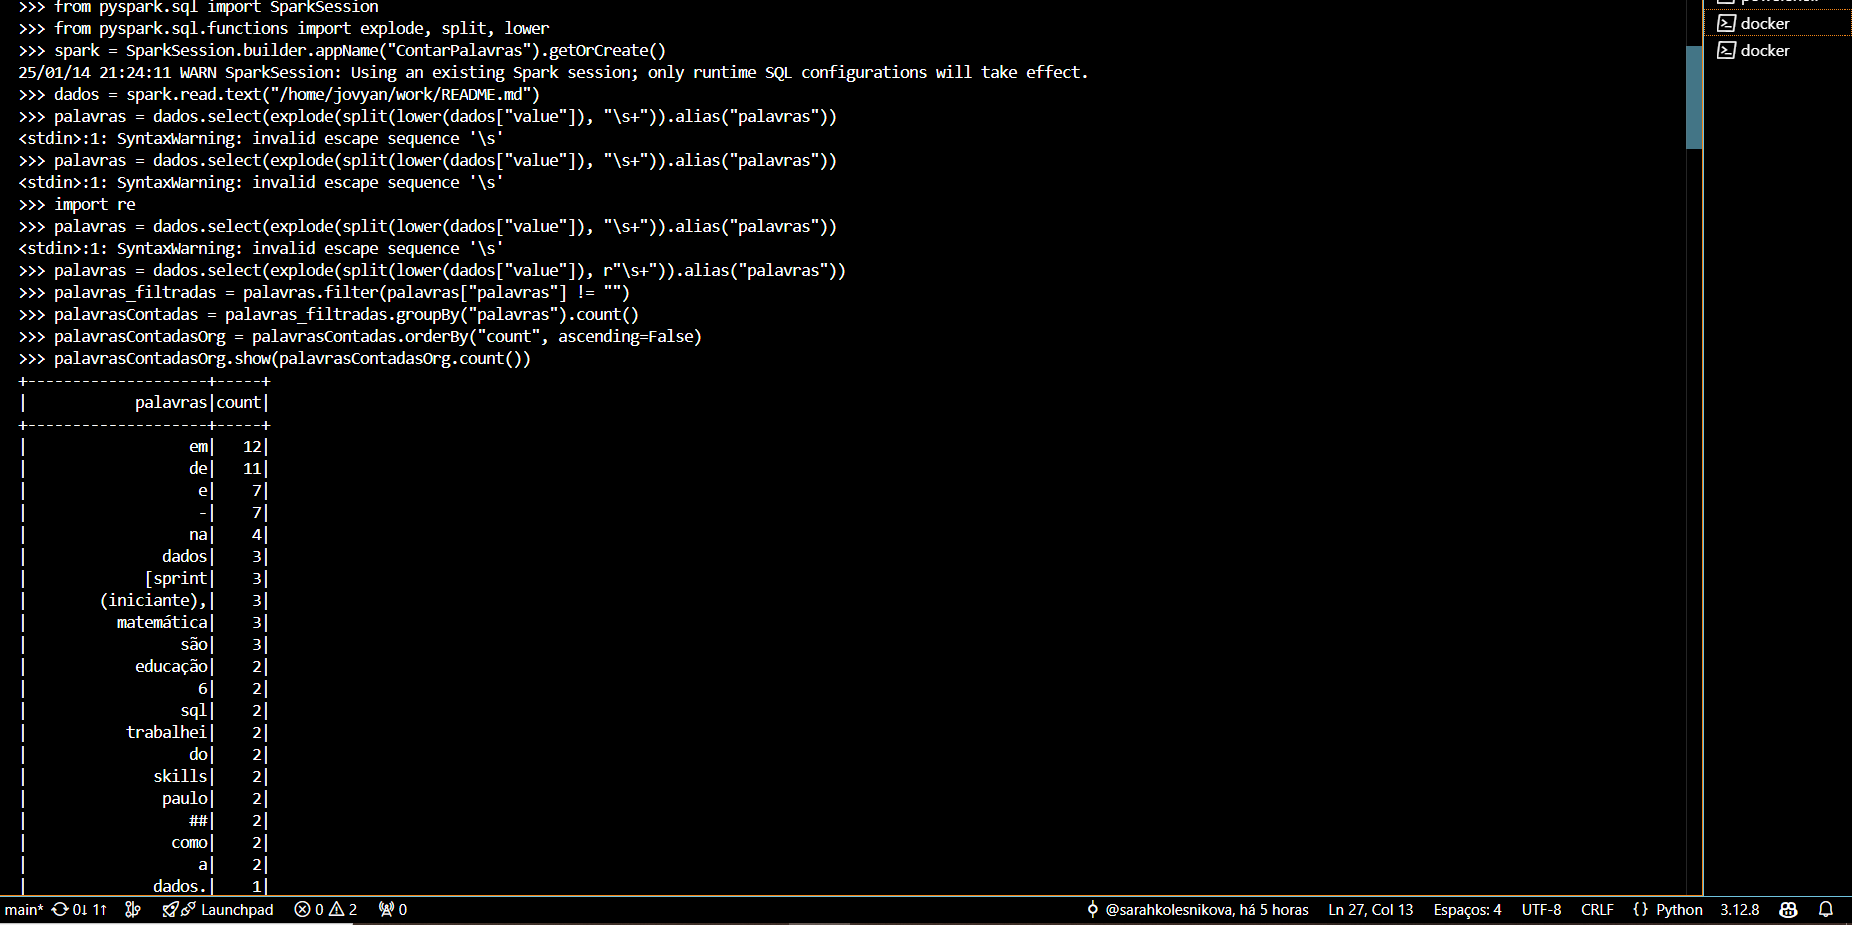 >>> from pyspark.sql import SparkSession
>>> from pyspark.sql.functions import explode, split, lower
>>> spark = SparkSession.builder.appName("ContarPalavras").getOrCreate()
25/01/14 21:24:11 WARN SparkSession: Using an existing Spark session; only runtime SQL configurations will take effect.
>>> dados = spark.read.text("/home/jovyan/work/README.md")
>>> palavras = dados.select(explode(split(lower(dados["value"]), "\s+")).alias("palavras"))
<stdin>:1: SyntaxWarning: invalid escape sequence '\s'
>>> palavras = dados.select(explode(split(lower(dados["value"]), "\s+")).alias("palavras"))
<stdin>:1: SyntaxWarning: invalid escape sequence '\s'
>>> import re
>>> palavras = dados.select(explode(split(lower(dados["value"]), "\s+")).alias("palavras"))
<stdin>:1: SyntaxWarning: invalid escape sequence '\s'
>>> palavras = dados.select(explode(split(lower(dados["value"]), r"\s+")).alias("palavras"))
>>> palavras_filtradas = palavras.filter(palavras["palavras"] != "")
>>> palavrasContadas = palavras_filtradas.groupBy("palavras").count()
>>> palavrasContadasOrg = palavrasContadas.orderBy("count", ascending=False)
>>> palavrasContadasOrg.show(palavrasContadasOrg.count())
+--------------------+-----+
|            palavras|count|
+--------------------+-----+
|                  em|   12|
|                  de|   11|
|                   e|    7|
|                   -|    7|
|                  na|    4|
|               dados|    3|
|             [sprint|    3|
|        (iniciante),|    3|
|          matemática|    3|
|                 são|    3|
|            educação|    2|
|                   6|    2|
|                 sql|    2|
|           trabalhei|    2|
|                  do|    2|
|              skills|    2|
|               paulo|    2|
|                  ##|    2|
|                como|    2|
|                   a|    2|
|              dados.|    1|
docker
docker
main* 0↓ 1↑ Launchpad 0 2 0 @sarahkolesnikova, há 5 horas Ln 27, Col 13 Espaços: 4 UTF-8 CRLF {} Python 3.12.8